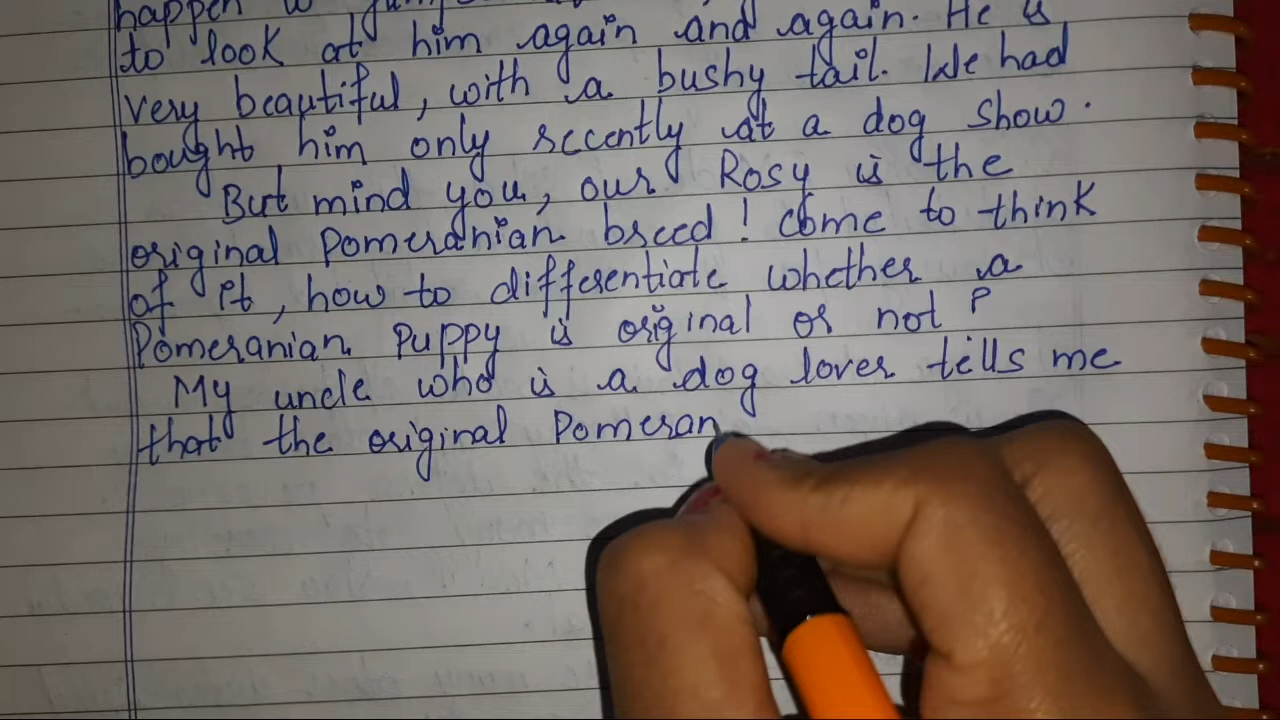 happen to
to look at him again and again. He is
very beautiful, with a bushy tail. We had
bought him only recently at a dog show.
But mind you, our Rosy is the
original Pomeranian breed! Come to think
of it, how to differentiate whether a
Pomeranian Puppy is original or not?
My uncle who is a dog lover tells me
that the original Pomeran